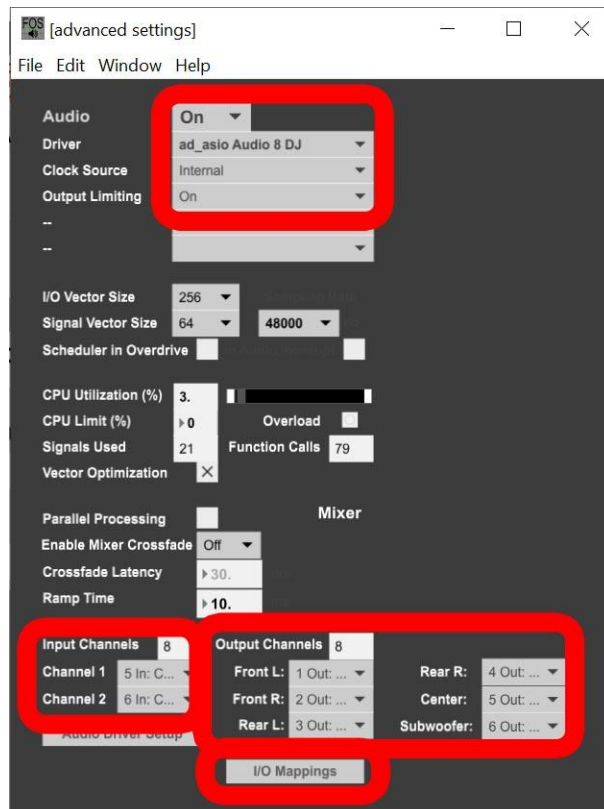 FOS [advanced settings]
File Edit Window Help
Audio On
Driver ad_asio Audio 8 DJ
Clock Source Internal
Output Limiting On
--
--
I/O Vector Size 256
Signal Vector Size 64 48000
Scheduler in Overdrive
CPU Utilization (%) 3.
CPU Limit (%) 0 Overload
Signals Used 21 Function Calls 79
Vector Optimization
Parallel Processing Mixer
Enable Mixer Crossfade Off
Crossfade Latency 30.
Ramp Time 10.
Input Channels 8 Output Channels 8
Channel 1 5 In: C... Front L: 1 Out: ... Rear R: 4 Out: ...
Channel 2 6 In: C... Front R: 2 Out: ... Center: 5 Out: ...
Audio Driver Setup Rear L: 3 Out: ... Subwoofer: 6 Out: ...
I/O Mappings